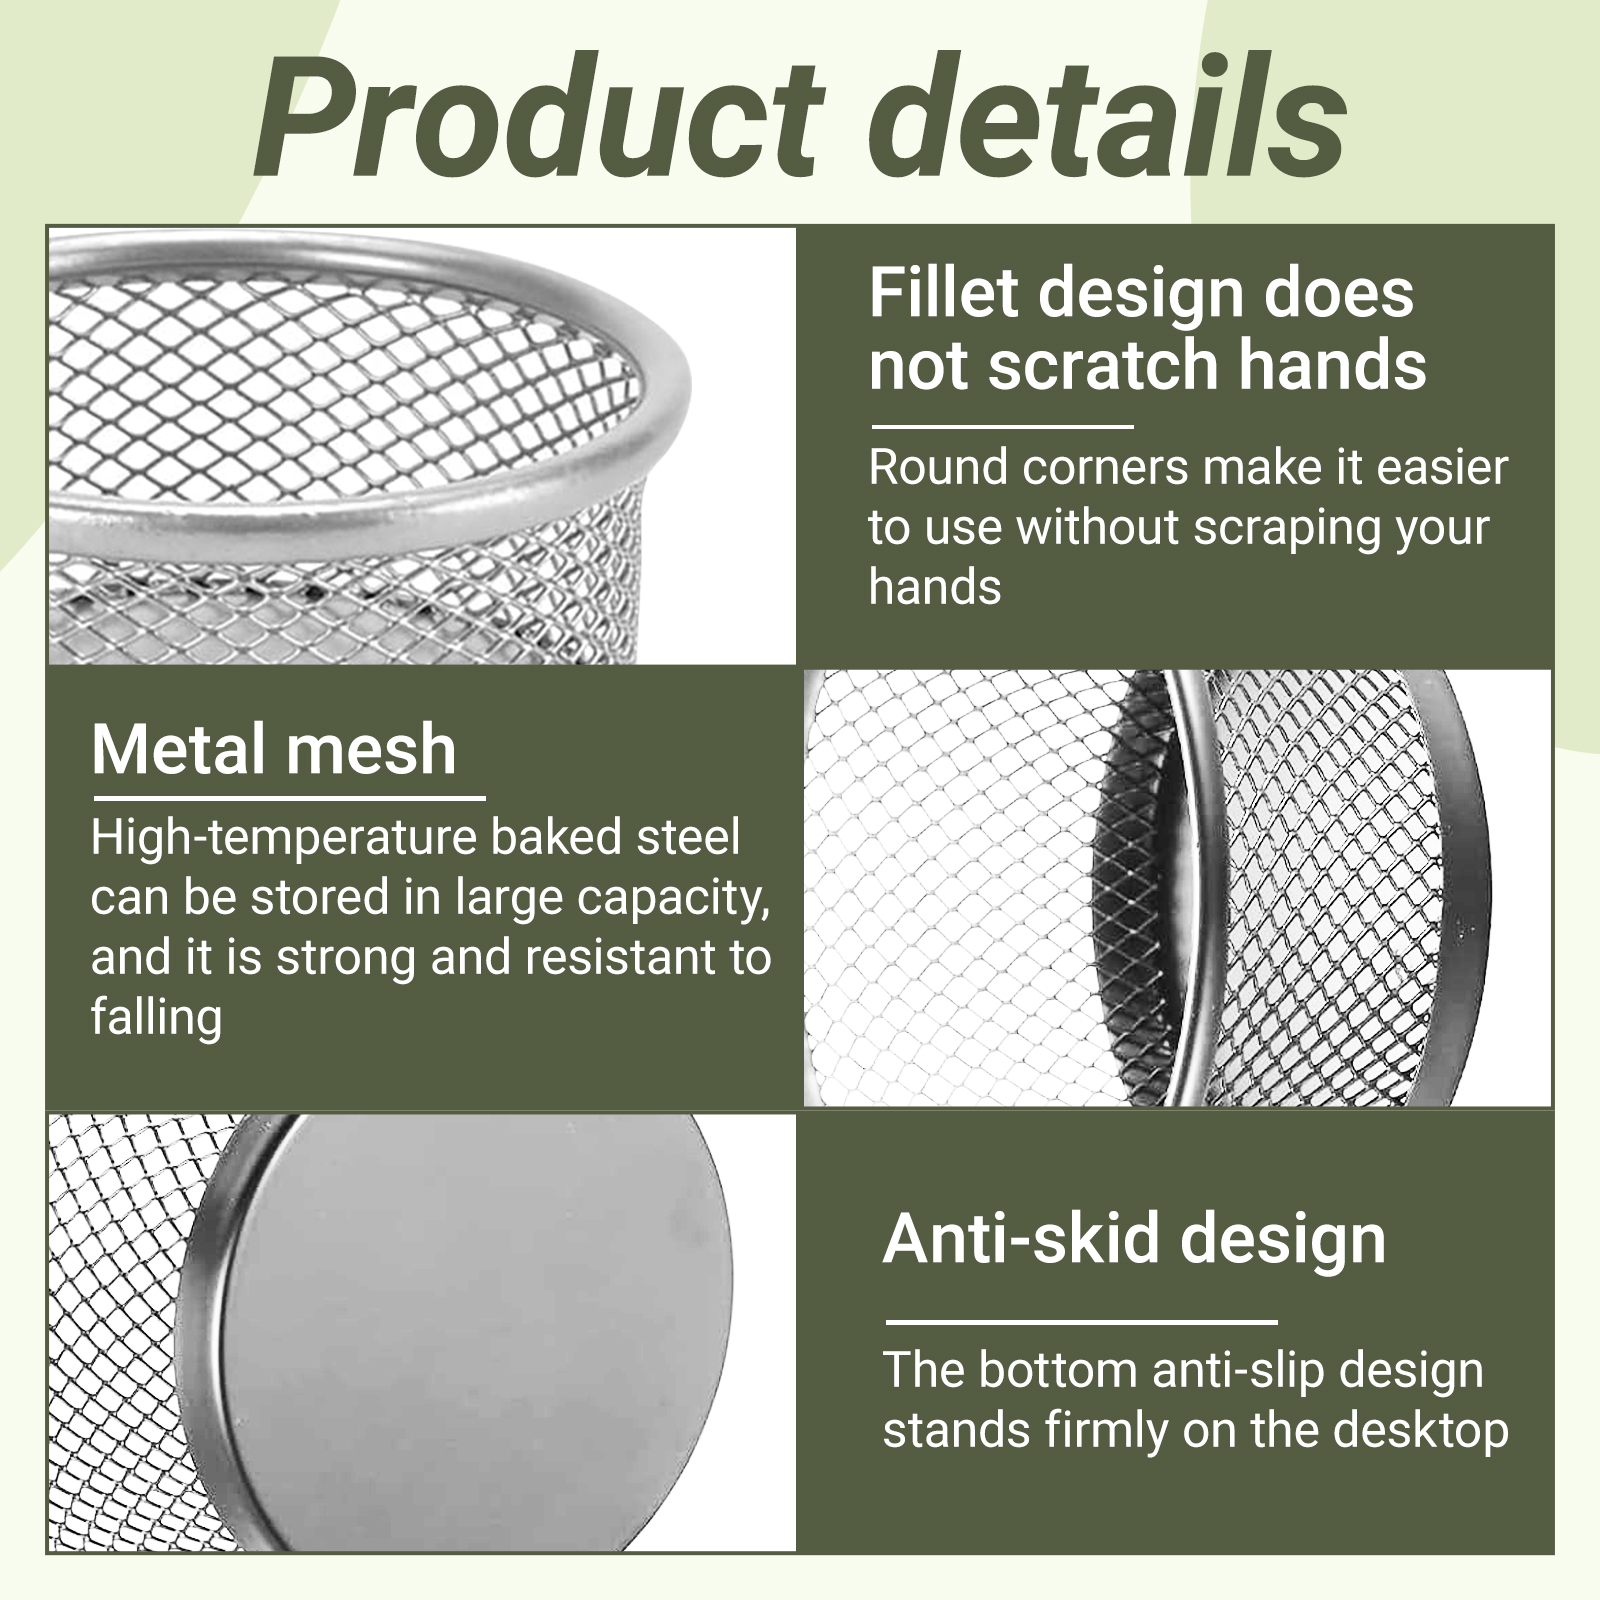 Product details
Fillet design does
not scratch hands
Round corners make it easier
to use without scraping your
hands
Metal mesh
High-temperature baked steel
can be stored in large capacity,
and it is strong and resistant to
falling
Anti-skid design
The bottom anti-slip design
stands firmly on the desktop